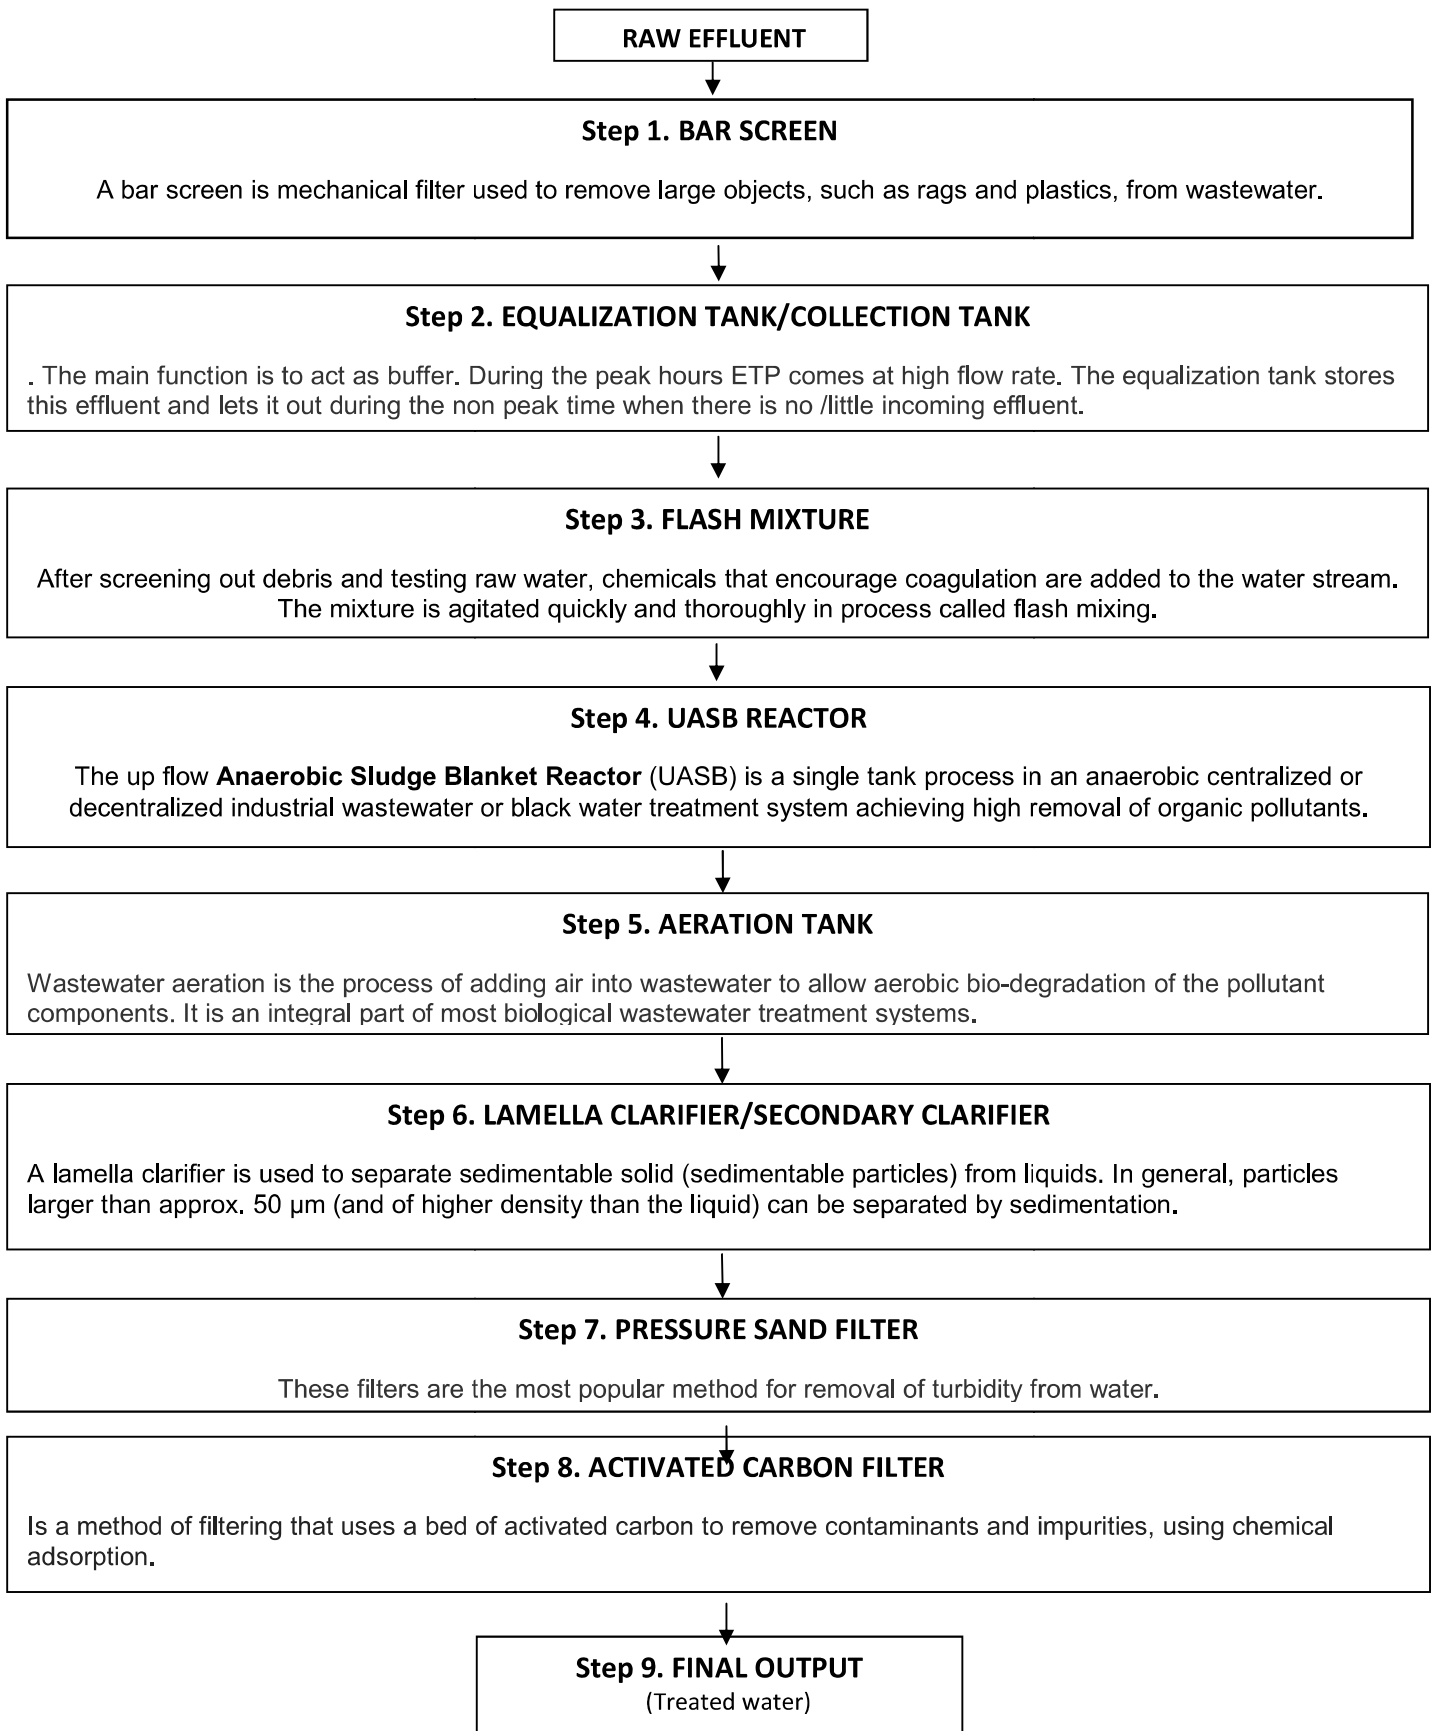 RAW EFFLUENT
Step 1. BAR SCREEN
A bar screen is mechanical filter used to remove large objects, such as rags and plastics, from wastewater.
Step 2. EQUALIZATION TANK/COLLECTION TANK
. The main function is to act as buffer. During the peak hours ETP comes at high flow rate. The equalization tank stores
this effluent and lets it out during the non peak time when there is no /little incoming effluent.
Step 3. FLASH MIXTURE
After screening out debris and testing raw water, chemicals that encourage coagulation are added to the water stream.
The mixture is agitated quickly and thoroughly in process called flash mixing.
Step 4. UASB REACTOR
The up flow Anaerobic Sludge Blanket Reactor (UASB) is a single tank process in an anaerobic centralized or
decentralized industrial wastewater or black water treatment system achieving high removal of organic pollutants.
Step 5. AERATION TANK
Wastewater aeration is the process of adding air into wastewater to allow aerobic bio-degradation of the pollutant
components. It is an integral part of most biological wastewater treatment systems.
Step 6. LAMELLA CLARIFIER/SECONDARY CLARIFIER
A lamella clarifier is used to separate sedimentable solid (sedimentable particles) from liquids. In general, particles
larger than approx. 50 μm (and of higher density than the liquid) can be separated by sedimentation.
Step 7. PRESSURE SAND FILTER
These filters are the most popular method for removal of turbidity from water.
Step 8. ACTIVATED CARBON FILTER
Is a method of filtering that uses a bed of activated carbon to remove contaminants and impurities, using chemical
adsorption.
Step 9. FINAL OUTPUT
(Treated water)